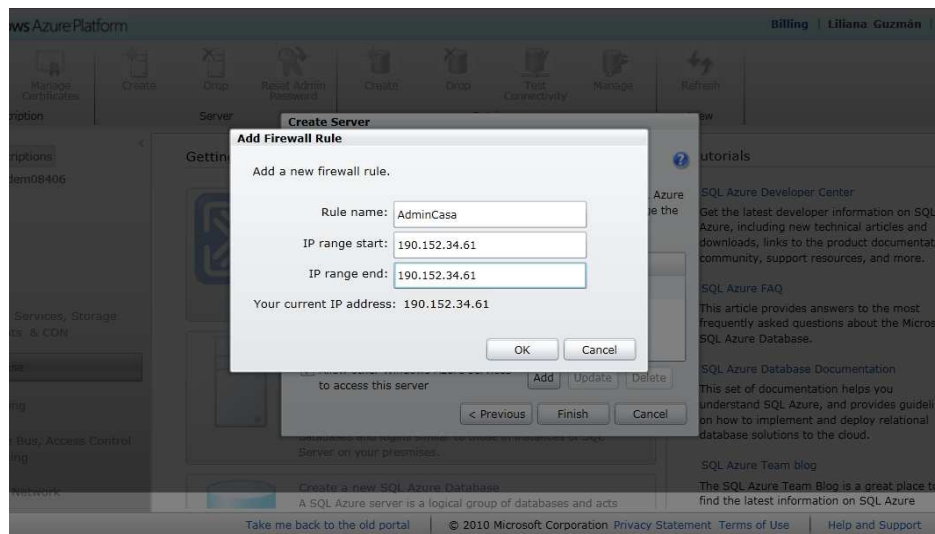 ws Azure Platform
Billing | Liliana Guzmán |
Manage Certificates
Create
Drop
Reset Admin Password
Create
Drop
Test Connectivity
Manage
Refresh
Server
Create Server
Add Firewall Rule
Add a new firewall rule.
Rule name: AdminCasa
IP range start: 190.152.34.61
IP range end: 190.152.34.61
Your current IP address: 190.152.34.61
OK
Cancel
Azure
the
to access this server
Add
Update
Delete
< Previous
Finish
Cancel
Server on your premises.
Create a new SQL Azure Database
A SQL Azure server is a logical group of databases and acts
dem08406
Services, Storage
& CDN
Bus, Access Control
Network
utorials
SQL Azure Developer Center
Get the latest developer information on SQL
Azure, including new technical articles and
downloads, links to the product documentat
community, support resources, and more.
SQL Azure FAQ
This article provides answers to the most
frequently asked questions about the Micros
SQL Azure Database.
SQL Azure Database Documentation
This set of documentation helps you
understand SQL Azure, and provides guideli
on how to implement and deploy relational
database solutions to the cloud.
SQL Azure Team blog
The SQL Azure Team Blog is a great place to
find the latest information on SQL Azure
Take me back to the old portal
© 2010 Microsoft Corporation Privacy Statement Terms of Use
Help and Support